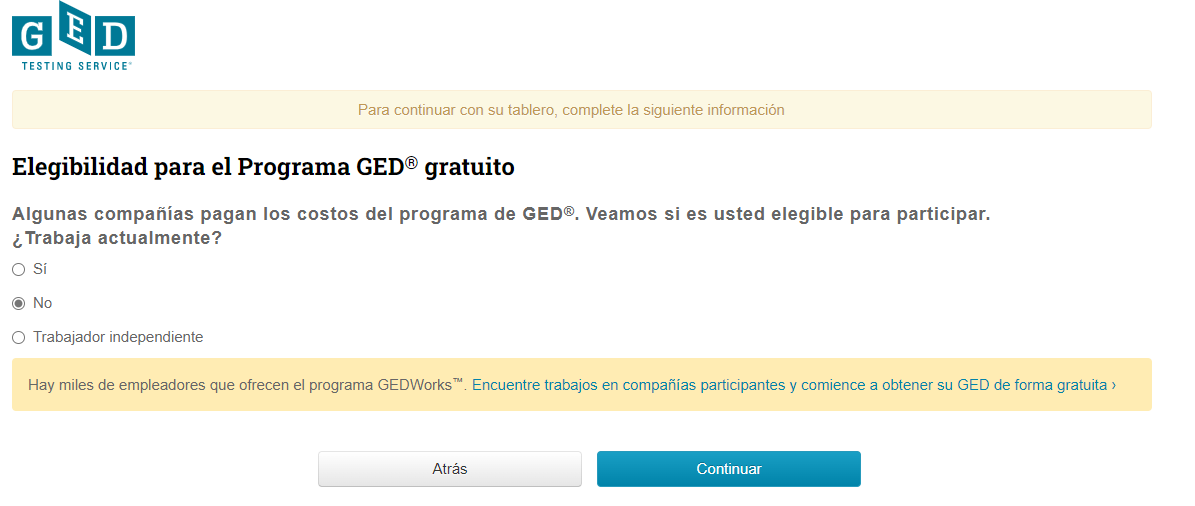 GED
TESTING SERVICE®
Para continuar con su tablero, complete la siguiente información
Elegibilidad para el Programa GED® gratuito
Algunas compañías pagan los costos del programa de GED®. Veamos si es usted elegible para participar.
¿Trabaja actualmente?
Sí
No
Trabajador independiente
Hay miles de empleadores que ofrecen el programa GEDWorks™. Encuentre trabajos en compañías participantes y comience a obtener su GED de forma gratuita ›
Atrás Continuar